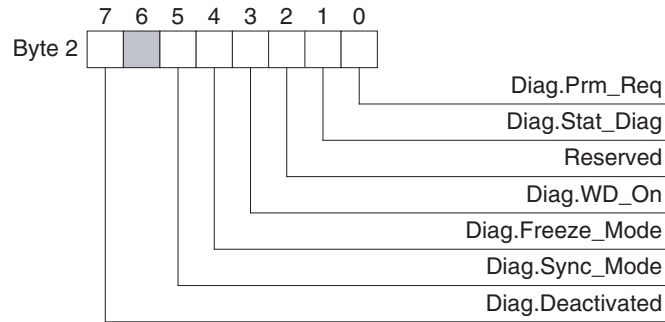 7 6 5 4 3 2 1 0
Byte 2
Diag.Prm_Req
Diag.Stat_Diag
Reserved
Diag.WD_On
Diag.Freeze_Mode
Diag.Sync_Mode
Diag.Deactivated